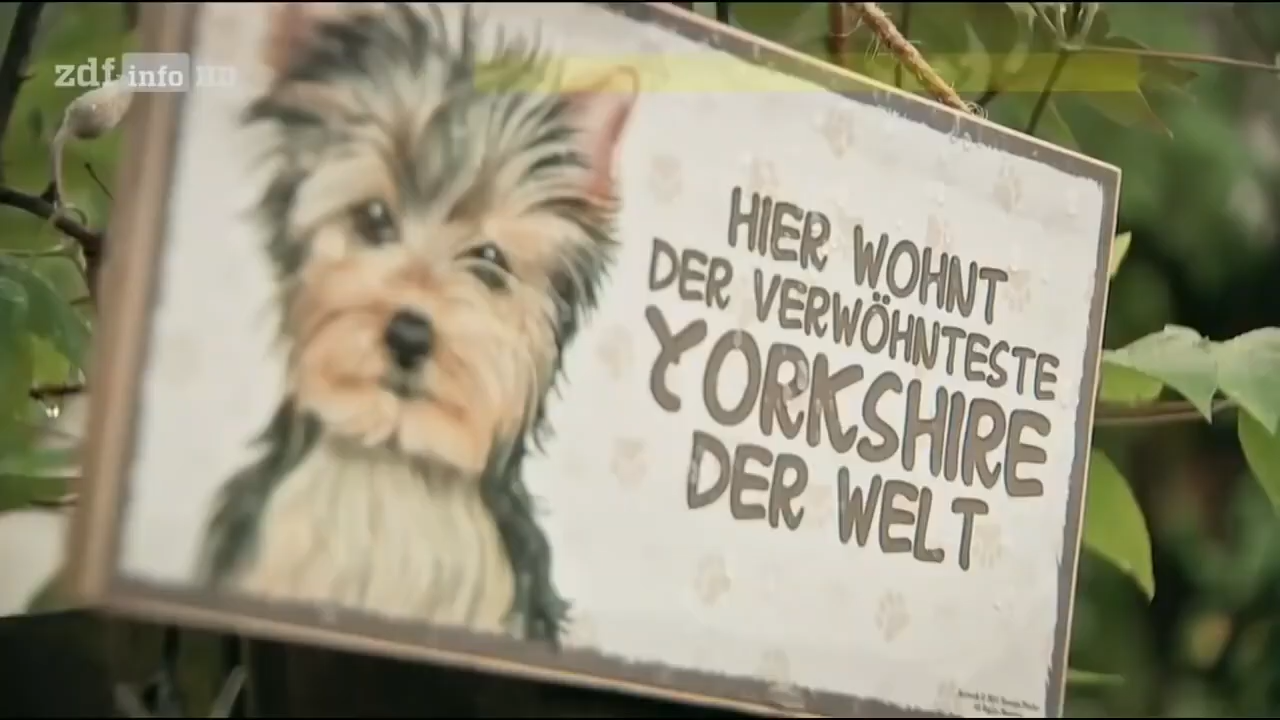 zdf info
HIER WOHNT
DER VERWÖHNTESTE
YORKSHIRE
DER WELT